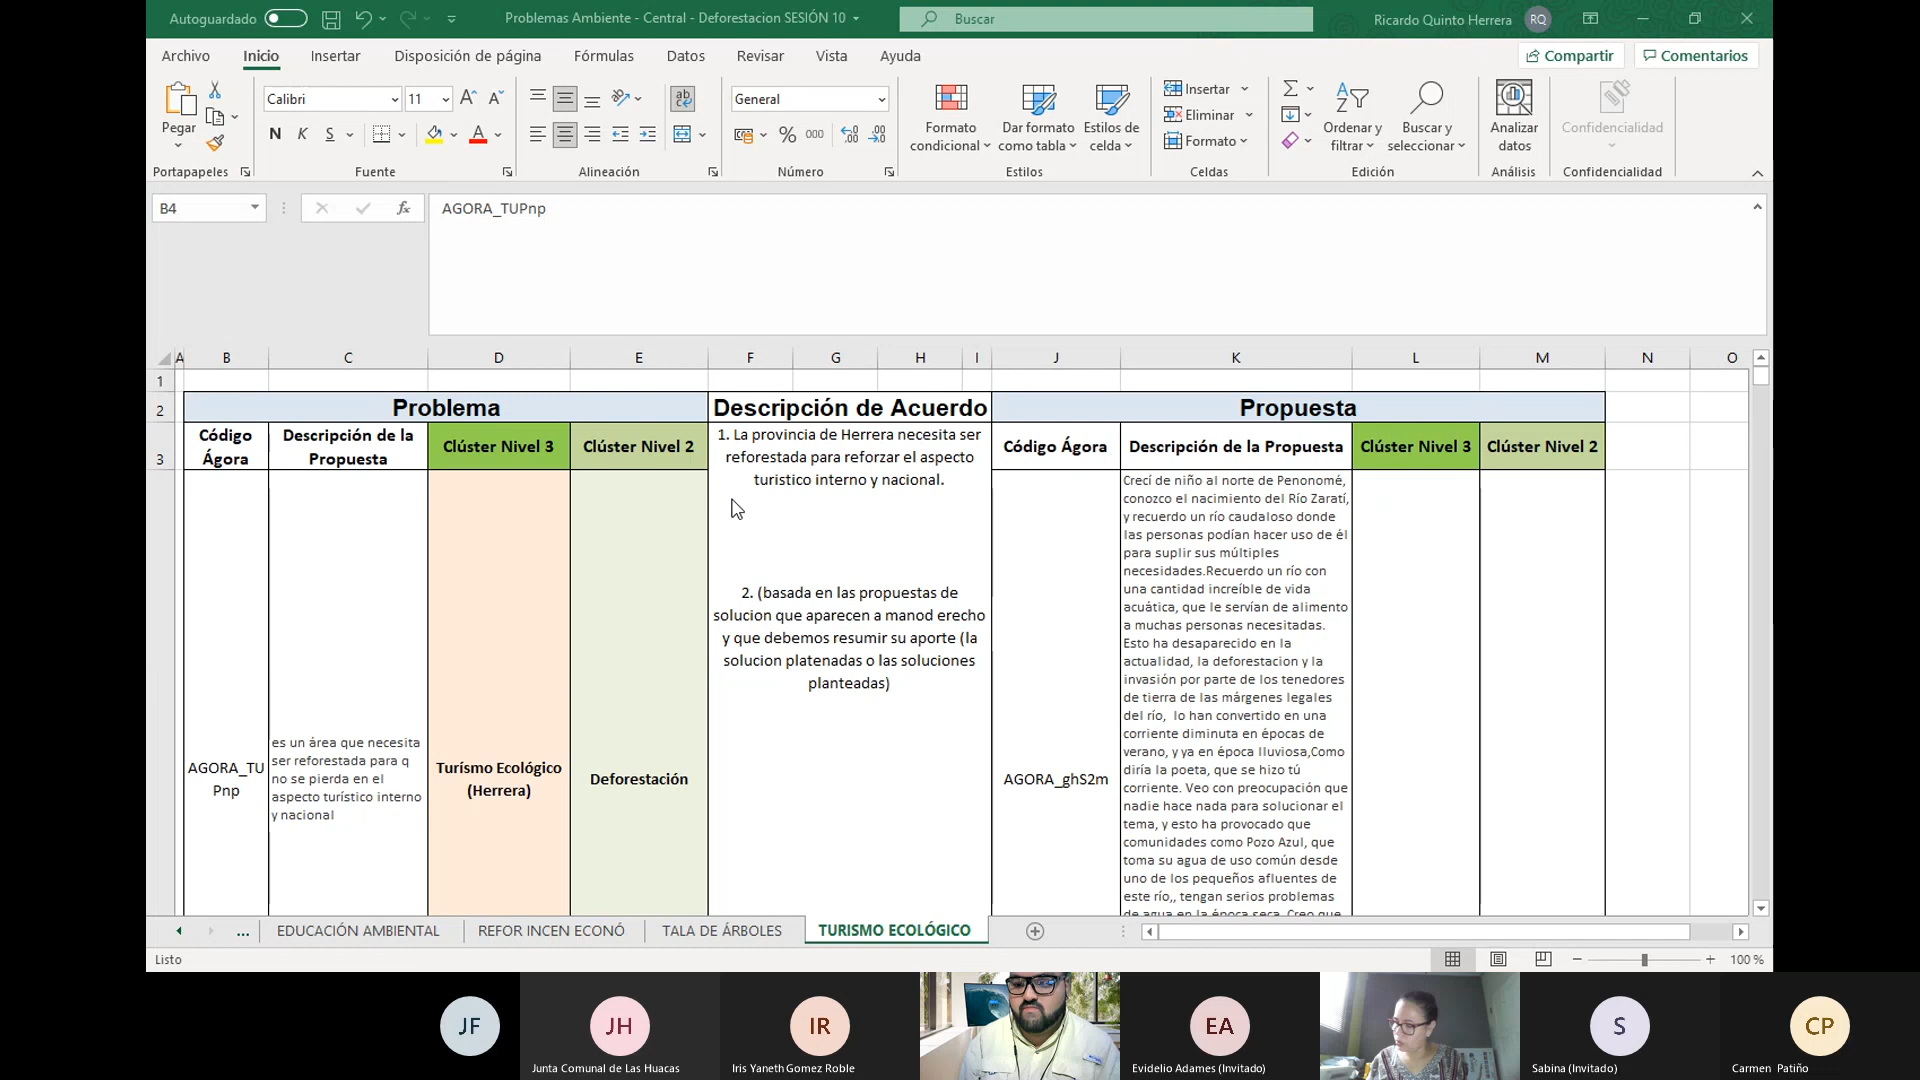 Autoguardado
Problemas Ambiente - Central - Deforestacion SESIÓN 10
Buscar
Ricardo Quinto Herrera
RQ
Archivo
Inicio
Insertar
Disposición de página
Fórmulas
Datos
Revisar
Vista
Ayuda
Compartir
Comentarios
Pegar
Portapapeles
Calibri
11
N K S
Fuente
ab
Alineación
General
% 000
Número
Formato condicional
Dar formato como tabla
Estilos de celda
Estilos
Insertar
Eliminar
Formato
Celdas
Ordenar y filtrar
Buscar y seleccionar
Edición
Analizar datos
Análisis
Confidencialidad
Confidencialidad
B4
fx
AGORA_TUPnp
A B C D E F G H I J K L M N O
1
2
Problema
Descripción de Acuerdo
Propuesta
3
Código Ágora
Descripción de la Propuesta
Clúster Nivel 3
Clúster Nivel 2
Código Ágora
Descripción de la Propuesta
Clúster Nivel 3
Clúster Nivel 2
AGORA_TU
Pnp
es un área que necesita
ser reforestada para q
no se pierda en el
aspecto turístico interno
y nacional
Turísmo Ecológico
(Herrera)
Deforestación
1. La provincia de Herrera necesita ser
reforestada para reforzar el aspecto
turistico interno y nacional.
2. (basada en las propuestas de
solucion que aparecen a manod erecho
y que debemos resumir su aporte (la
solucion platenadas o las soluciones
planteadas)
AGORA_ghS2m
Crecí de niño al norte de Penonomé,
conozco el nacimiento del Río Zaratí,
y recuerdo un río caudaloso donde
las personas podían hacer uso de él
para suplir sus múltiples
necesidades.Recuerdo un río con
una cantidad increíble de vida
acuática, que le servían de alimento
a muchas personas necesitadas.
Esto ha desaparecido en la
actualidad, la deforestacion y la
invasión por parte de los tenedores
de tierra de las márgenes legales
del río, lo han convertido en una
corriente diminuta en épocas de
verano, y ya en época lluviosa,Como
diría la poeta, que se hizo tú
corriente. Veo con preocupación que
nadie hace nada para solucionar el
tema, y esto ha provocado que
comunidades como Pozo Azul, que
toma su agua de uso común desde
uno de los pequeños afluentes de
este río,, tengan serios problemas
de agua en la época seca. Creo que
...
EDUCACIÓN AMBIENTAL
REFOR INCEN ECONÓ
TALA DE ÁRBOLES
TURISMO ECOLÓGICO
Listo
100 %
JF
JH
Junta Comunal de Las Huacas
IR
Iris Yaneth Gomez Roble
EA
Evidelio Adames (Invitado)
S
Sabina (Invitado)
CP
Carmen Patiño